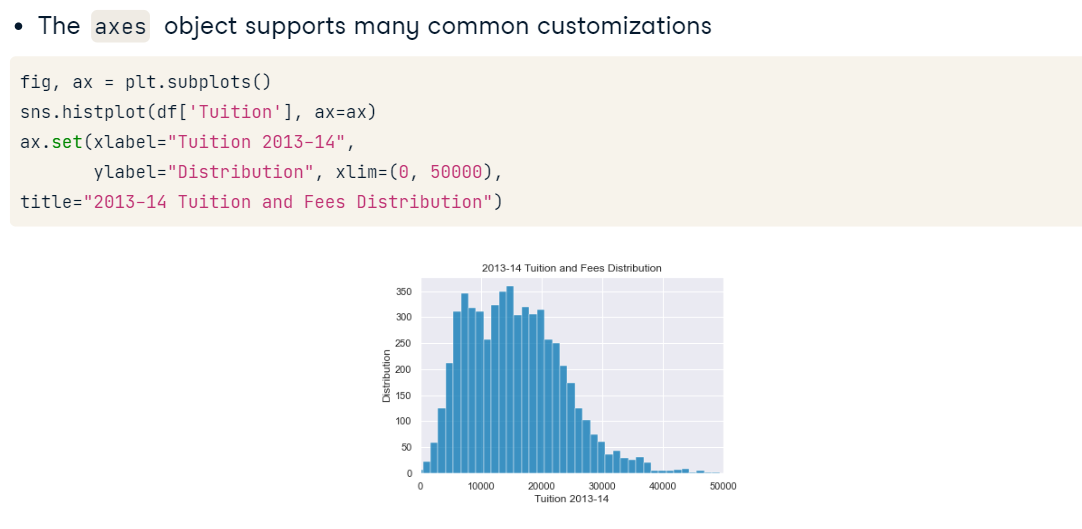 • The axes object supports many common customizations
fig, ax = plt.subplots()
sns.histplot(df['Tuition'], ax=ax)
ax.set(xlabel="Tuition 2013-14",
       ylabel="Distribution", xlim=(0, 50000),
title="2013-14 Tuition and Fees Distribution")
2013-14 Tuition and Fees Distribution
350
300
250
200
150
100
50
0
Distribution
0 10000 20000 30000 40000 50000
Tuition 2013-14